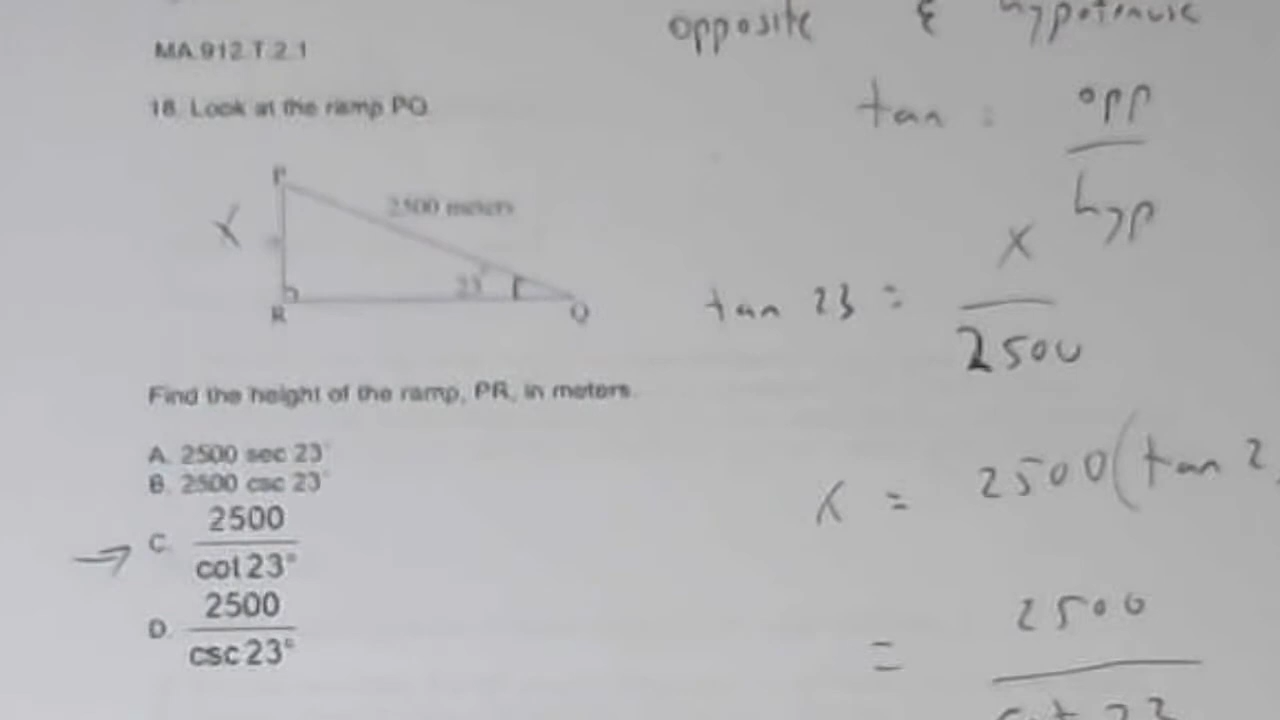 opposite & hypotenuse
MA.912.T.2.1
tan = opp
hyp
18. Look at the ramp PQ.
P
2500 meters
X
23°
R
Q
tan 23 = X
2500
Find the height of the ramp, PR, in meters.
A. 2500 sec 23°
B. 2500 csc 23°
C. 2500
cot 23°
D. 2500
csc 23°
X = 2500(tan 2
= 2500
cot 23